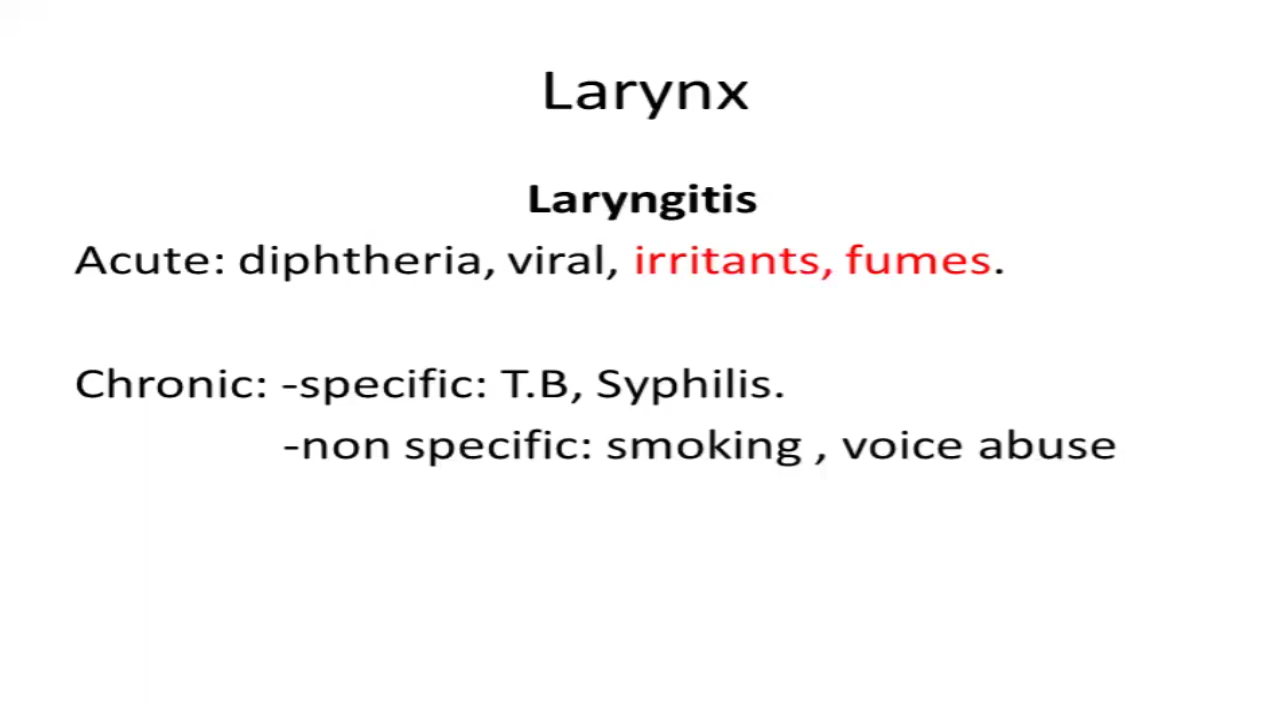 Larynx
Laryngitis
Acute: diphtheria, viral, irritants, fumes.
Chronic: -specific: T.B, Syphilis.
-non specific: smoking , voice abuse